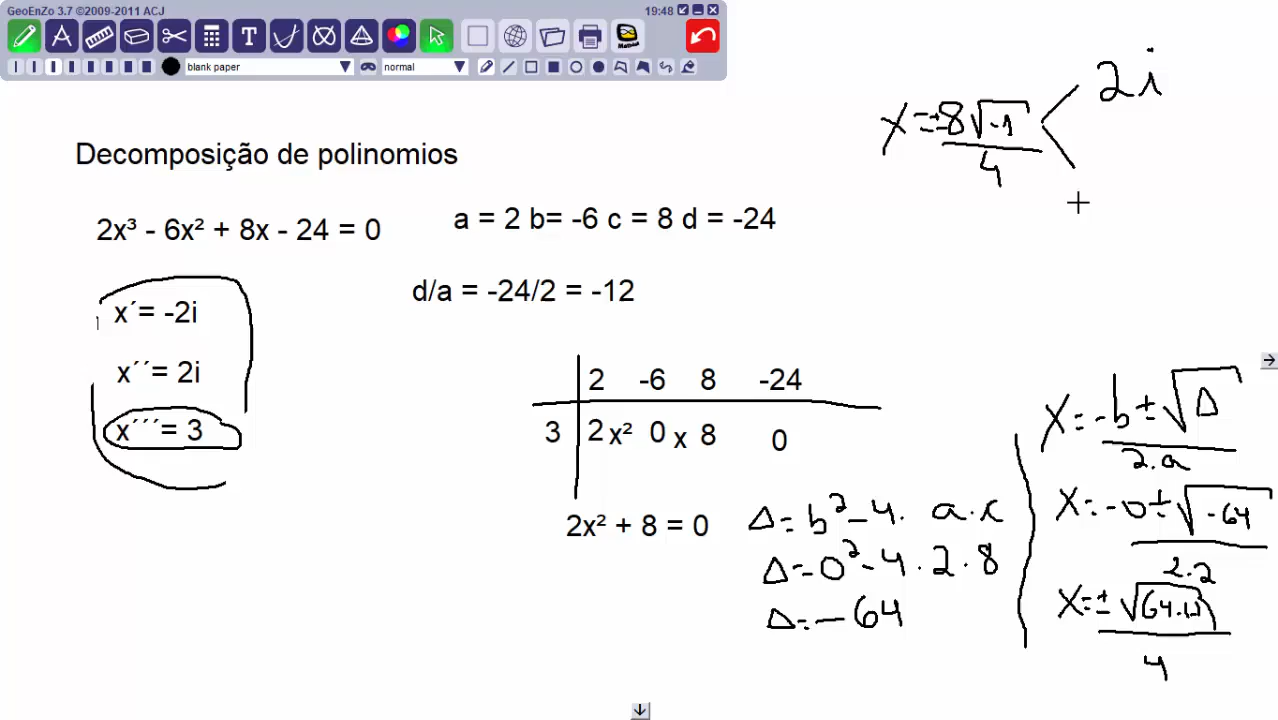 GeoEnZo 3.7 ©2009-2011 ACJ
19:48
blank paper
normal
Decomposição de polinomios
2x³ - 6x² + 8x - 24 = 0
a = 2 b= -6 c = 8 d = -24
d/a = -24/2 = -12
x´= -2i
x´´= 2i
x´´´= 3
2 -6 8 -24
3 2 x² 0 x 8 0
2x² + 8 = 0
Δ = b² - 4 . a . c
Δ = 0² - 4 . 2 . 8
Δ = - 64
X = -b ± √Δ
2.a
X = -0 ± √-64
2.2
X = ± √64.(-1)
4
X = ±8√-1
4
2i